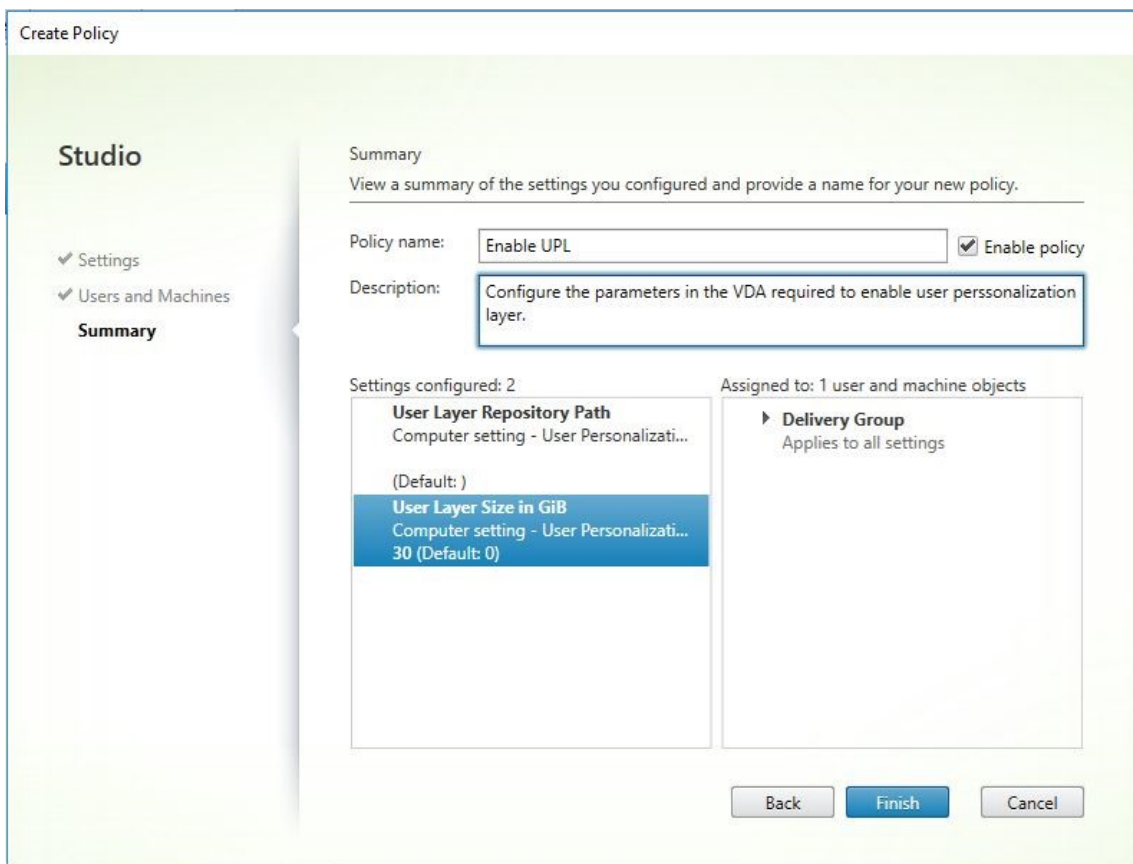 Create Policy
Studio
Settings
Users and Machines
Summary
Summary
View a summary of the settings you configured and provide a name for your new policy.
Policy name:
Enable UPL
Enable policy
Description:
Configure the parameters in the VDA required to enable user perssonalization
layer.
Settings configured: 2
User Layer Repository Path
Computer setting - User Personalizati...
(Default: )
User Layer Size in GiB
Computer setting - User Personalizati...
30 (Default: 0)
Assigned to: 1 user and machine objects
Delivery Group
Applies to all settings
Back
Finish
Cancel